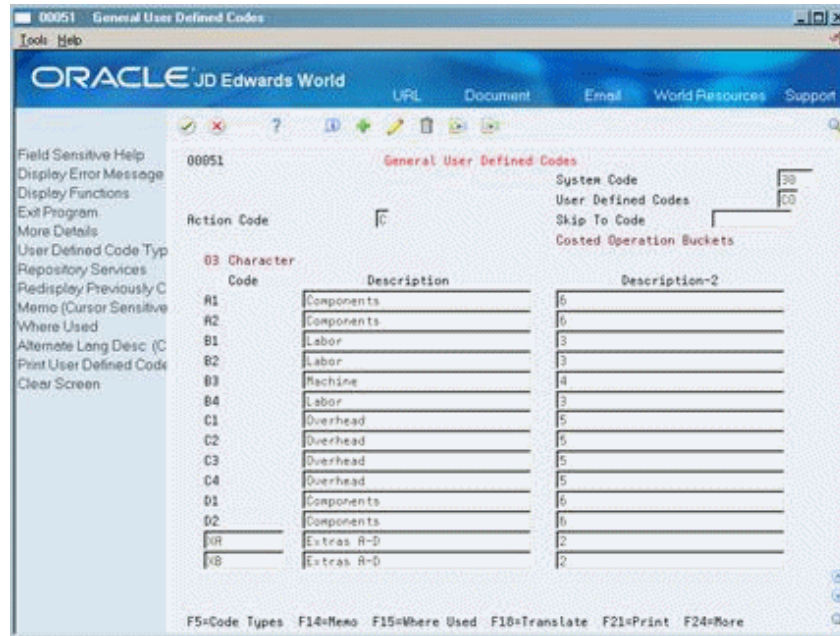 00051 General User Defined Codes
Tools Help
ORACLE JD Edwards World
URL Document Email World Resources Support
Field Sensitive Help
Display Error Message
Display Functions
Exit Program
More Details
User Defined Code Typ
Repository Services
Redisplay Previously C
Memo (Cursor Sensitive
Where Used
Alternate Lang Desc (C
Print User Defined Code
Clear Screen
00051 General User Defined Codes
System Code 30
User Defined Codes CO
Action Code C Skip To Code
Costed Operation Buckets
03 Character
Code Description Description-2
A1 Components 6
A2 Components 6
B1 Labor 3
B2 Labor 3
B3 Machine 4
B4 Labor 3
C1 Overhead 5
C2 Overhead 5
C3 Overhead 5
C4 Overhead 5
D1 Components 6
D2 Components 6
XA Extras A-D 2
XB Extras A-D 2
F5=Code Types F14=Memo F15=Where Used F18=Translate F21=Print F24=More